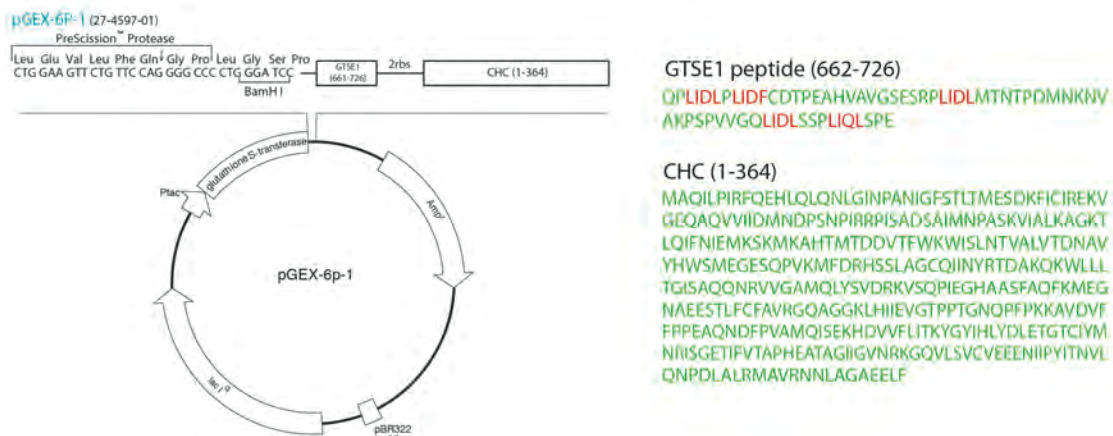 pGEX-6P-1 (27-4597-01)
PreScission™ Protease
Leu Glu Val Leu Phe Gln Gly Pro Leu Gly Ser Pro
CTG GAA GTT CTG TTC CAG GGG CCC CTG GGA TCC
BamH I
GTSE1
(661-726)
2rbs
CHC (1-364)
glutathione S-transferase
Ptac
Ampr
pGEX-6p-1
lac Iq
pBR322
GTSE1 peptide (662-726)
QPLIDLPLIDFCDTPEAHVAVGSESRPLIDLMTNTPDMNKNV
AKPSPVVGQLIDLSSPLIQLSPE
CHC (1-364)
MAQILPIRFQEHLQLQNLGINPANIGFSTLTMESDKFICIREKV
GEQAQVVIIDMNDPSNPIRRPISADSAIMNPASKVIALKAGKT
LQIFNIEMKSKMKAHTMTDDVTFWKWISLNTVALVTDNAV
YHWSMEGESQPVKMFDRHSSLAGCQIINYRTDAKQKWLLL
TGISAQQNRVVGAMQLYSVDRKVSQPIEGHAASFAQFKMEG
NAEESTLFCFAVRGQAGGKLHIIEVGTPPTGNQPFPKKAVDVF
FPPEAQNDFPVAMQISEKHDVVFLITKYGYIHLYDLETGTCIYM
NRISGETIFVTAPHEATAGIIGVNRKGQVLSVCVEEENIIPYITNVL
QNPDLALRMAVRNNLAGAEELF